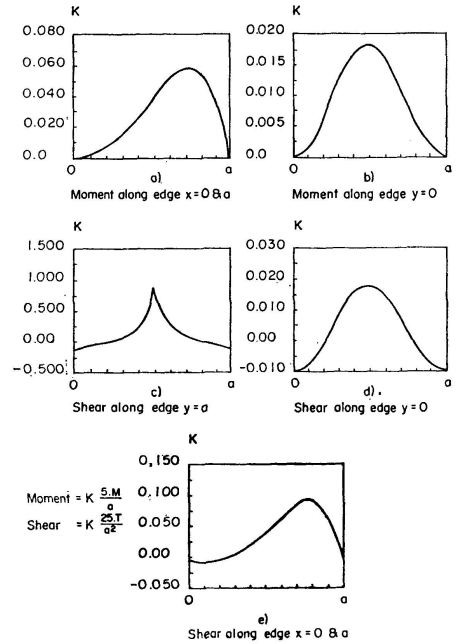 K
K
0.080
0.060
0.040
0.020
0.0
0
a
a)
Moment along edge x = 0 & a
0.020
0.015
0.010
0.005
0.0
0
a
b)
Moment along edge y = 0
K
K
1.500
1.000
0.500
0.00
-0.500
0
a
c)
Shear along edge y = a
0.030
0.020
0.010
0.00
-0.010
0
a
d)
Shear along edge y = 0
K
0,150
0.100
0.050
0.00
-0.050
0
a
Moment = K 5.M/a
Shear = K 25.T/a²
e)
Shear along edge x = 0 & a